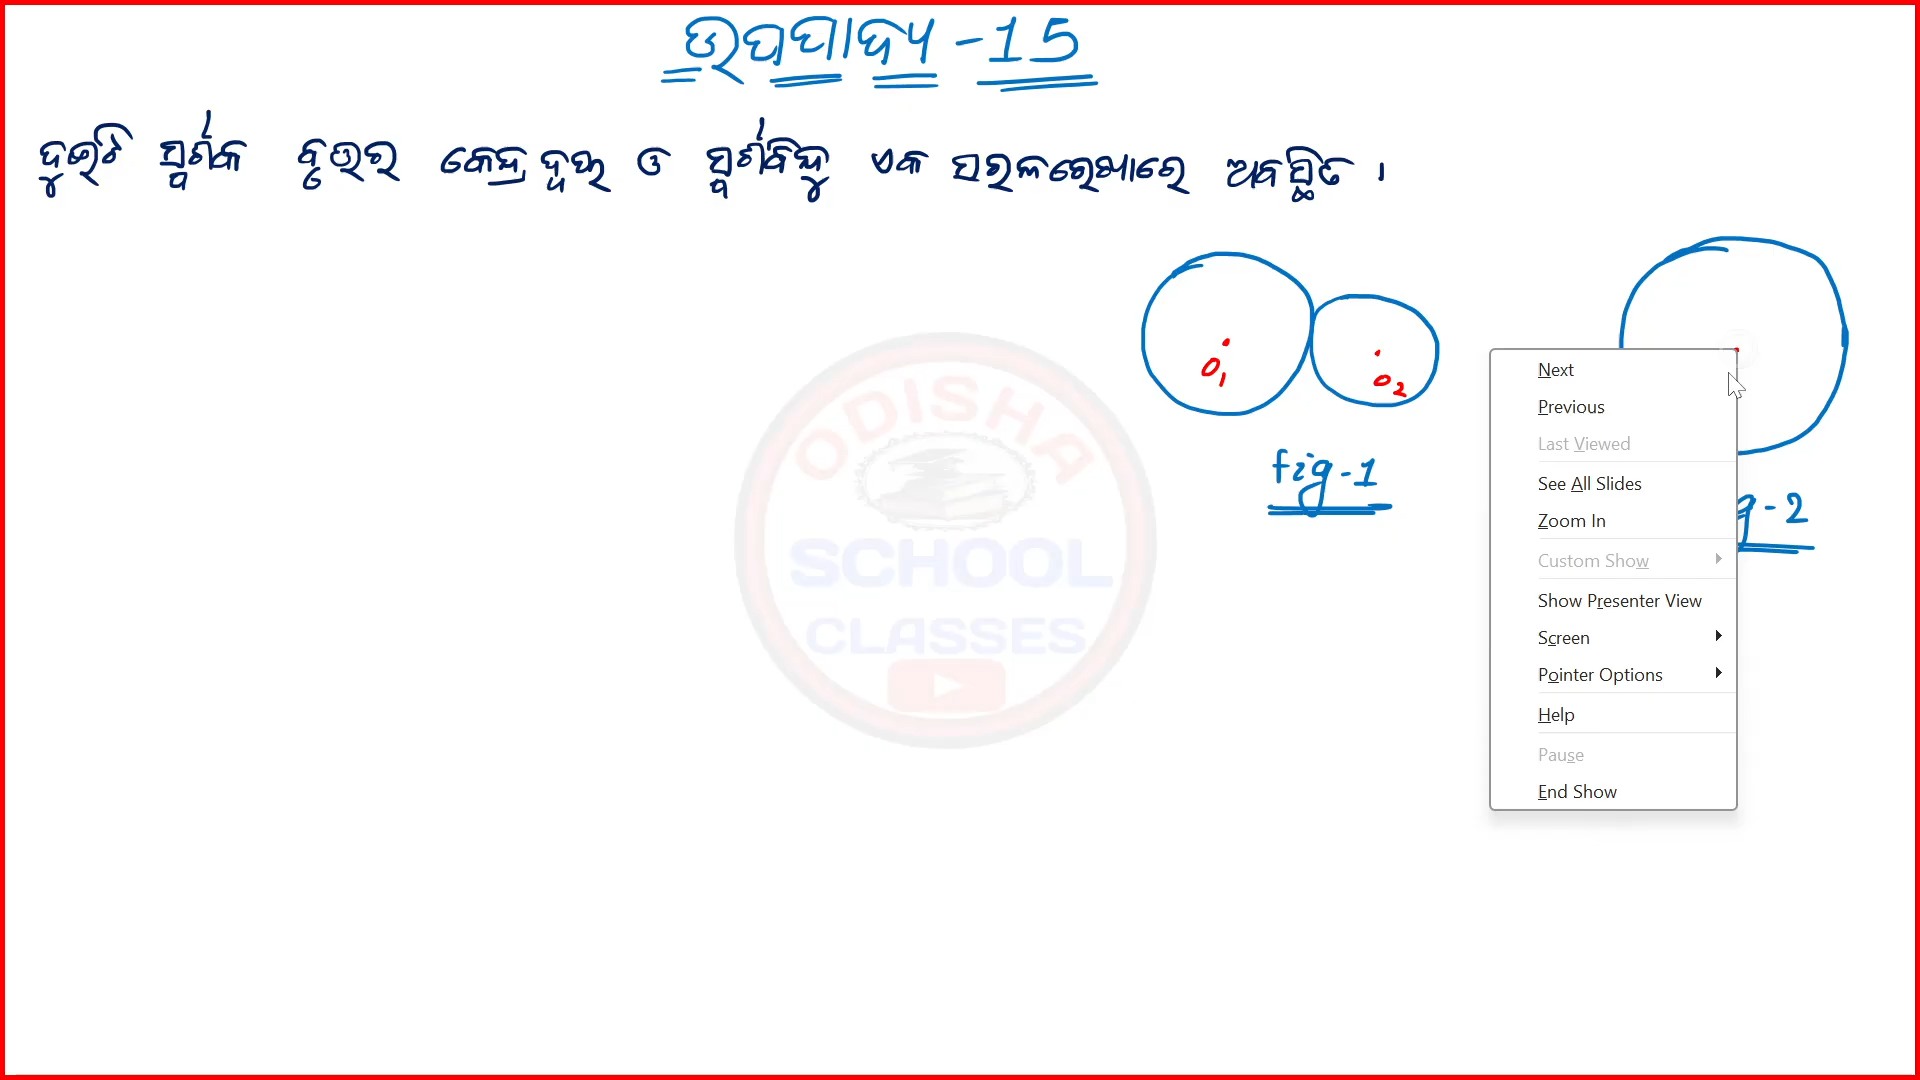 ଉପପାଦ୍ୟ -15
ଦୁଇଟି ସ୍ପର୍ଶକ ବୃତ୍ତର କେନ୍ଦ୍ର ଦ୍ୱୟ ଓ ସ୍ପର୍ଶବିନ୍ଦୁ ଏକ ସରଳରେଖାରେ ଅବସ୍ଥିତ ।
O1
O2
fig-1
g-2
ODISHA
SCHOOL
CLASSES
Next
Previous
Last Viewed
See All Slides
Zoom In
Custom Show
Show Presenter View
Screen
Pointer Options
Help
Pause
End Show